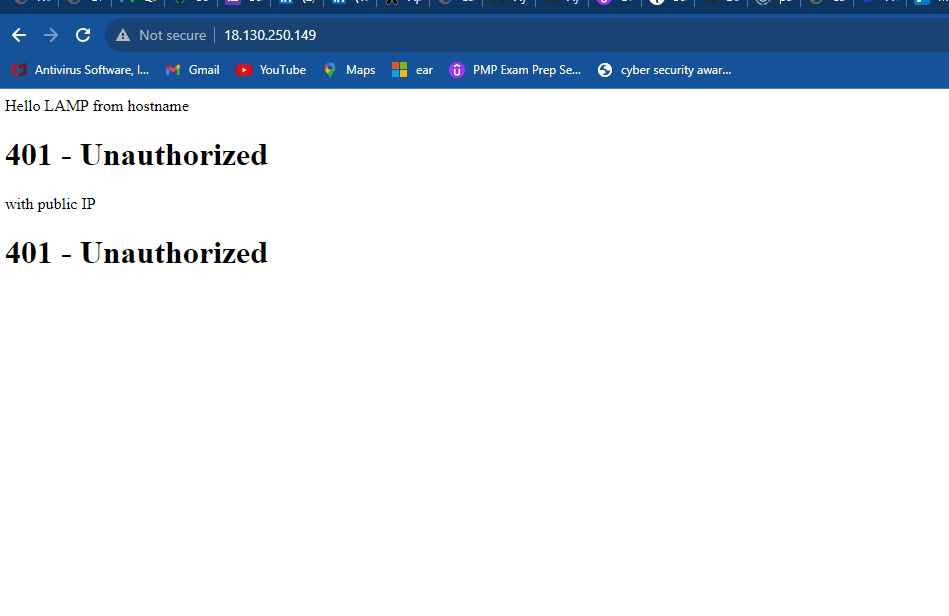 Not secure 18.130.250.149
Antivirus Software, I... Gmail YouTube Maps ear PMP Exam Prep Se... cyber security awar...
Hello LAMP from hostname
401 - Unauthorized
with public IP
401 - Unauthorized